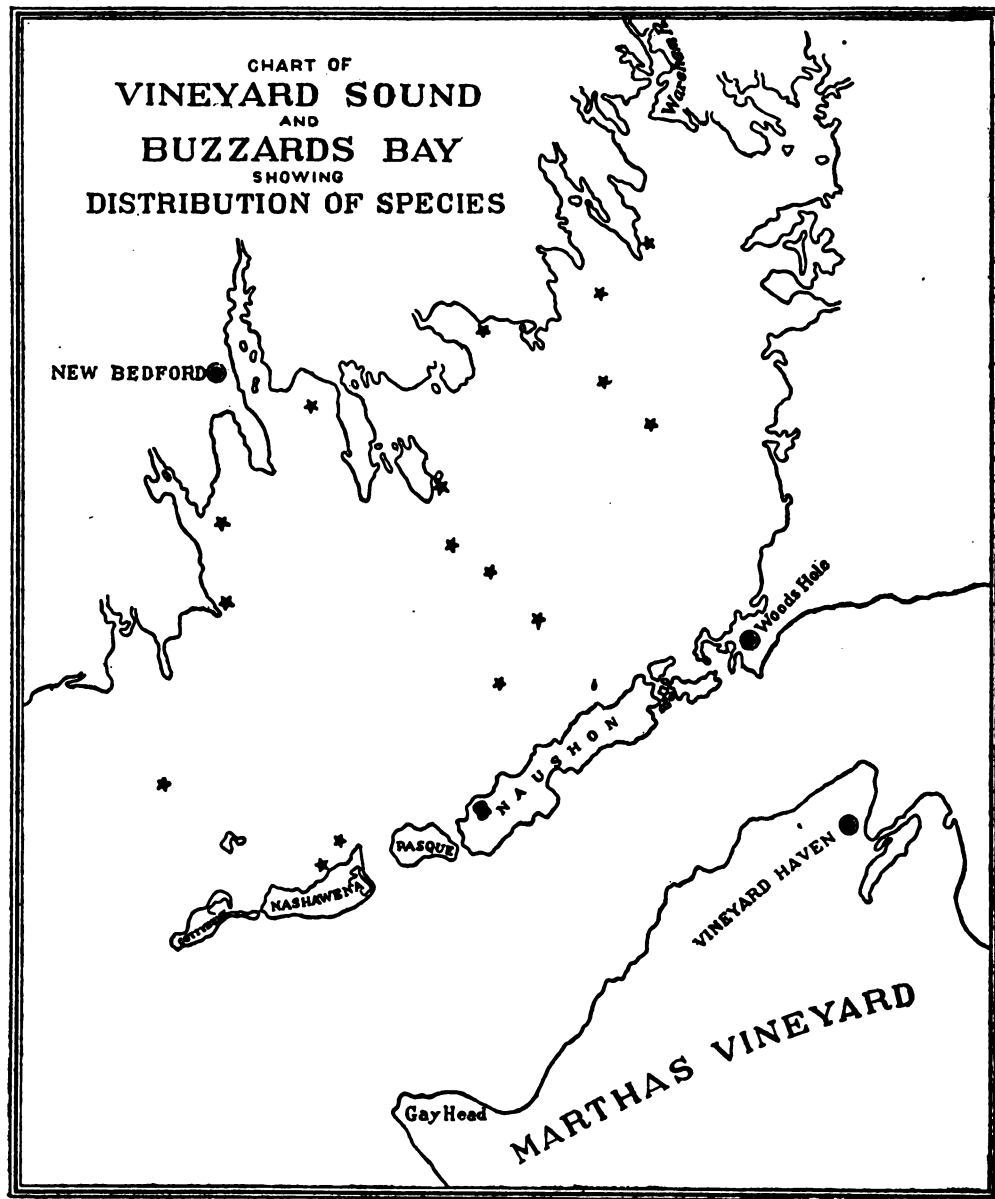 CHART OF
VINEYARD SOUND
AND
BUZZARDS BAY
SHOWING
DISTRIBUTION OF SPECIES
Wareham R.
NEW BEDFORD
Woods Hole
NAUSHON
PASQUE
NASHAWENA
VINEYARD HAVEN
MARTHAS VINEYARD
Gay Head